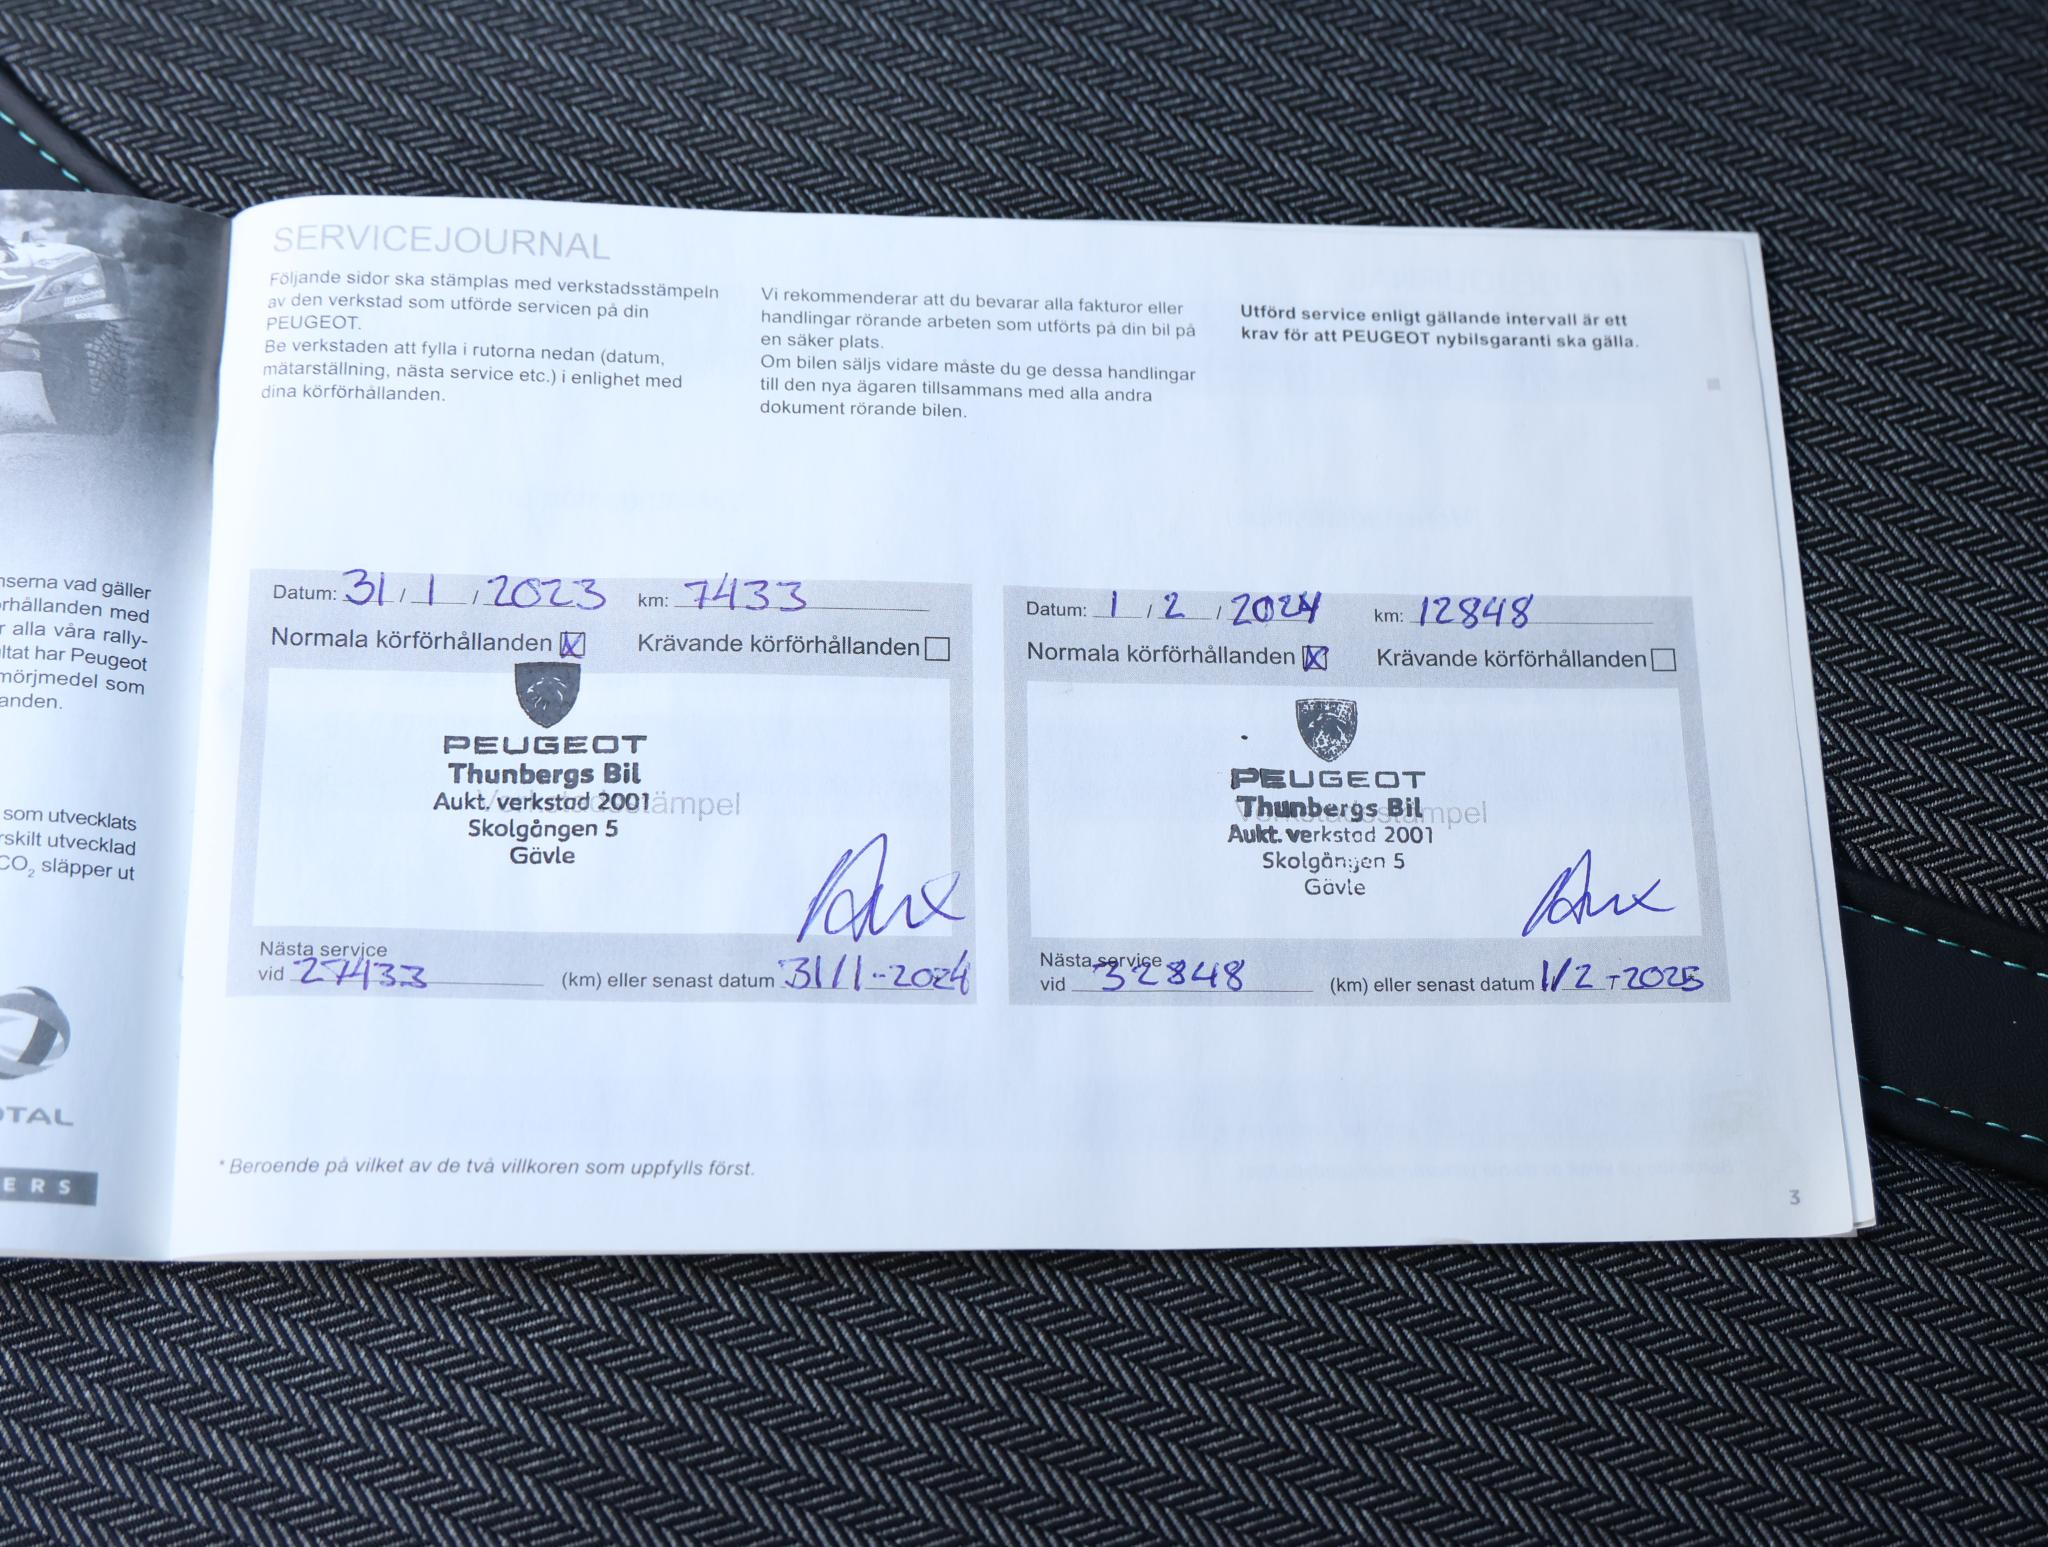 SERVICEJOURNAL
Följande sidor ska stämplas med verkstadsstämpeln
av den verkstad som utförde servicen på din
PEUGEOT.
Be verkstaden att fylla i rutorna nedan (datum,
mätarställning, nästa service etc.) i enlighet med
dina körförhållanden.
Vi rekommenderar att du bevarar alla fakturor eller
handlingar rörande arbeten som utförts på din bil på
en säker plats.
Om bilen säljs vidare måste du ge dessa handlingar
till den nya ägaren tillsammans med alla andra
dokument rörande bilen.
Utförd service enligt gällande intervall är ett
krav för att PEUGEOT nybilsgaranti ska gälla.
vad gäller
med
alla våra rally-
har Peugeot
som
som utvecklats
utvecklad
CO₂ släpper ut
Datum: 31 / 1 / 2023 km: 7433
Normala körförhållanden X Krävande körförhållanden
PEUGEOT
Thunbergs Bil
Aukt. verkstad 2001
Verkstadsstämpel
Skolgången 5
Gävle
Nästa service
vid 27433 (km) eller senast datum 31/1-2024
Datum: 1 / 2 / 2024 km: 12848
Normala körförhållanden X Krävande körförhållanden
PEUGEOT
Thunbergs Bil
Verkstadsstämpel
Aukt. verkstad 2001
Skolgången 5
Gävle
Nästa service
vid 32848 (km) eller senast datum 1/2-2025
* Beroende på vilket av de två villkoren som uppfylls först.
3